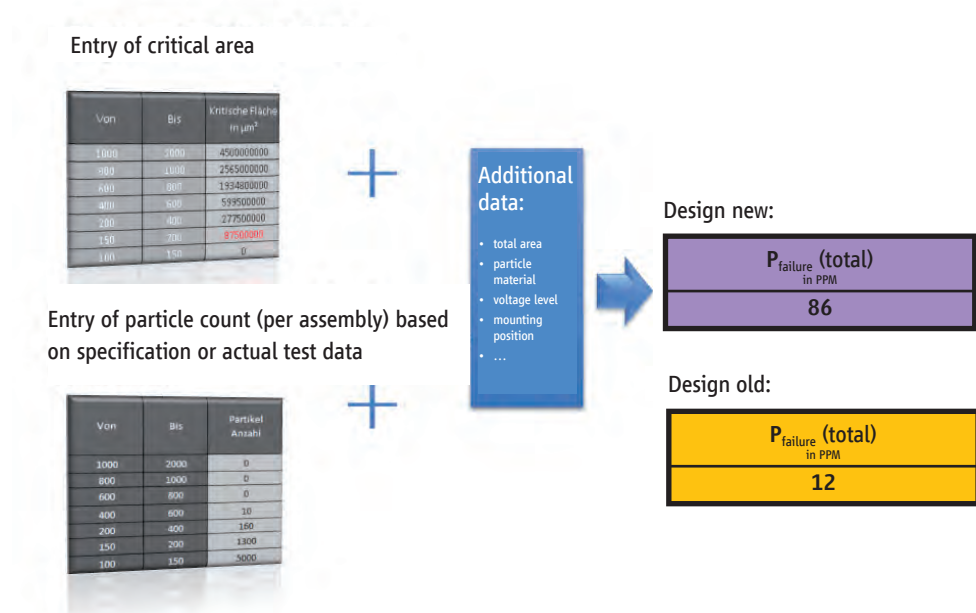 Entry of critical area
Von Bis Kritische Fläche
in µm²
1000 2000 4500000000
800 1000 2565000000
600 800 1934800000
400 600 599500000
200 400 277500000
150 200 87500000
100 150 0
Entry of particle count (per assembly) based
on specification or actual test data
Von Bis Partikel
Anzahl
1000 2000 0
800 1000 0
600 800 0
400 600 10
200 400 160
150 200 1300
100 150 5000
Additional
data:
• total area
• particle
material
• voltage level
• mounting
position
• ...
Design new:
Pfailure (total)
in PPM
86
Design old:
Pfailure (total)
in PPM
12